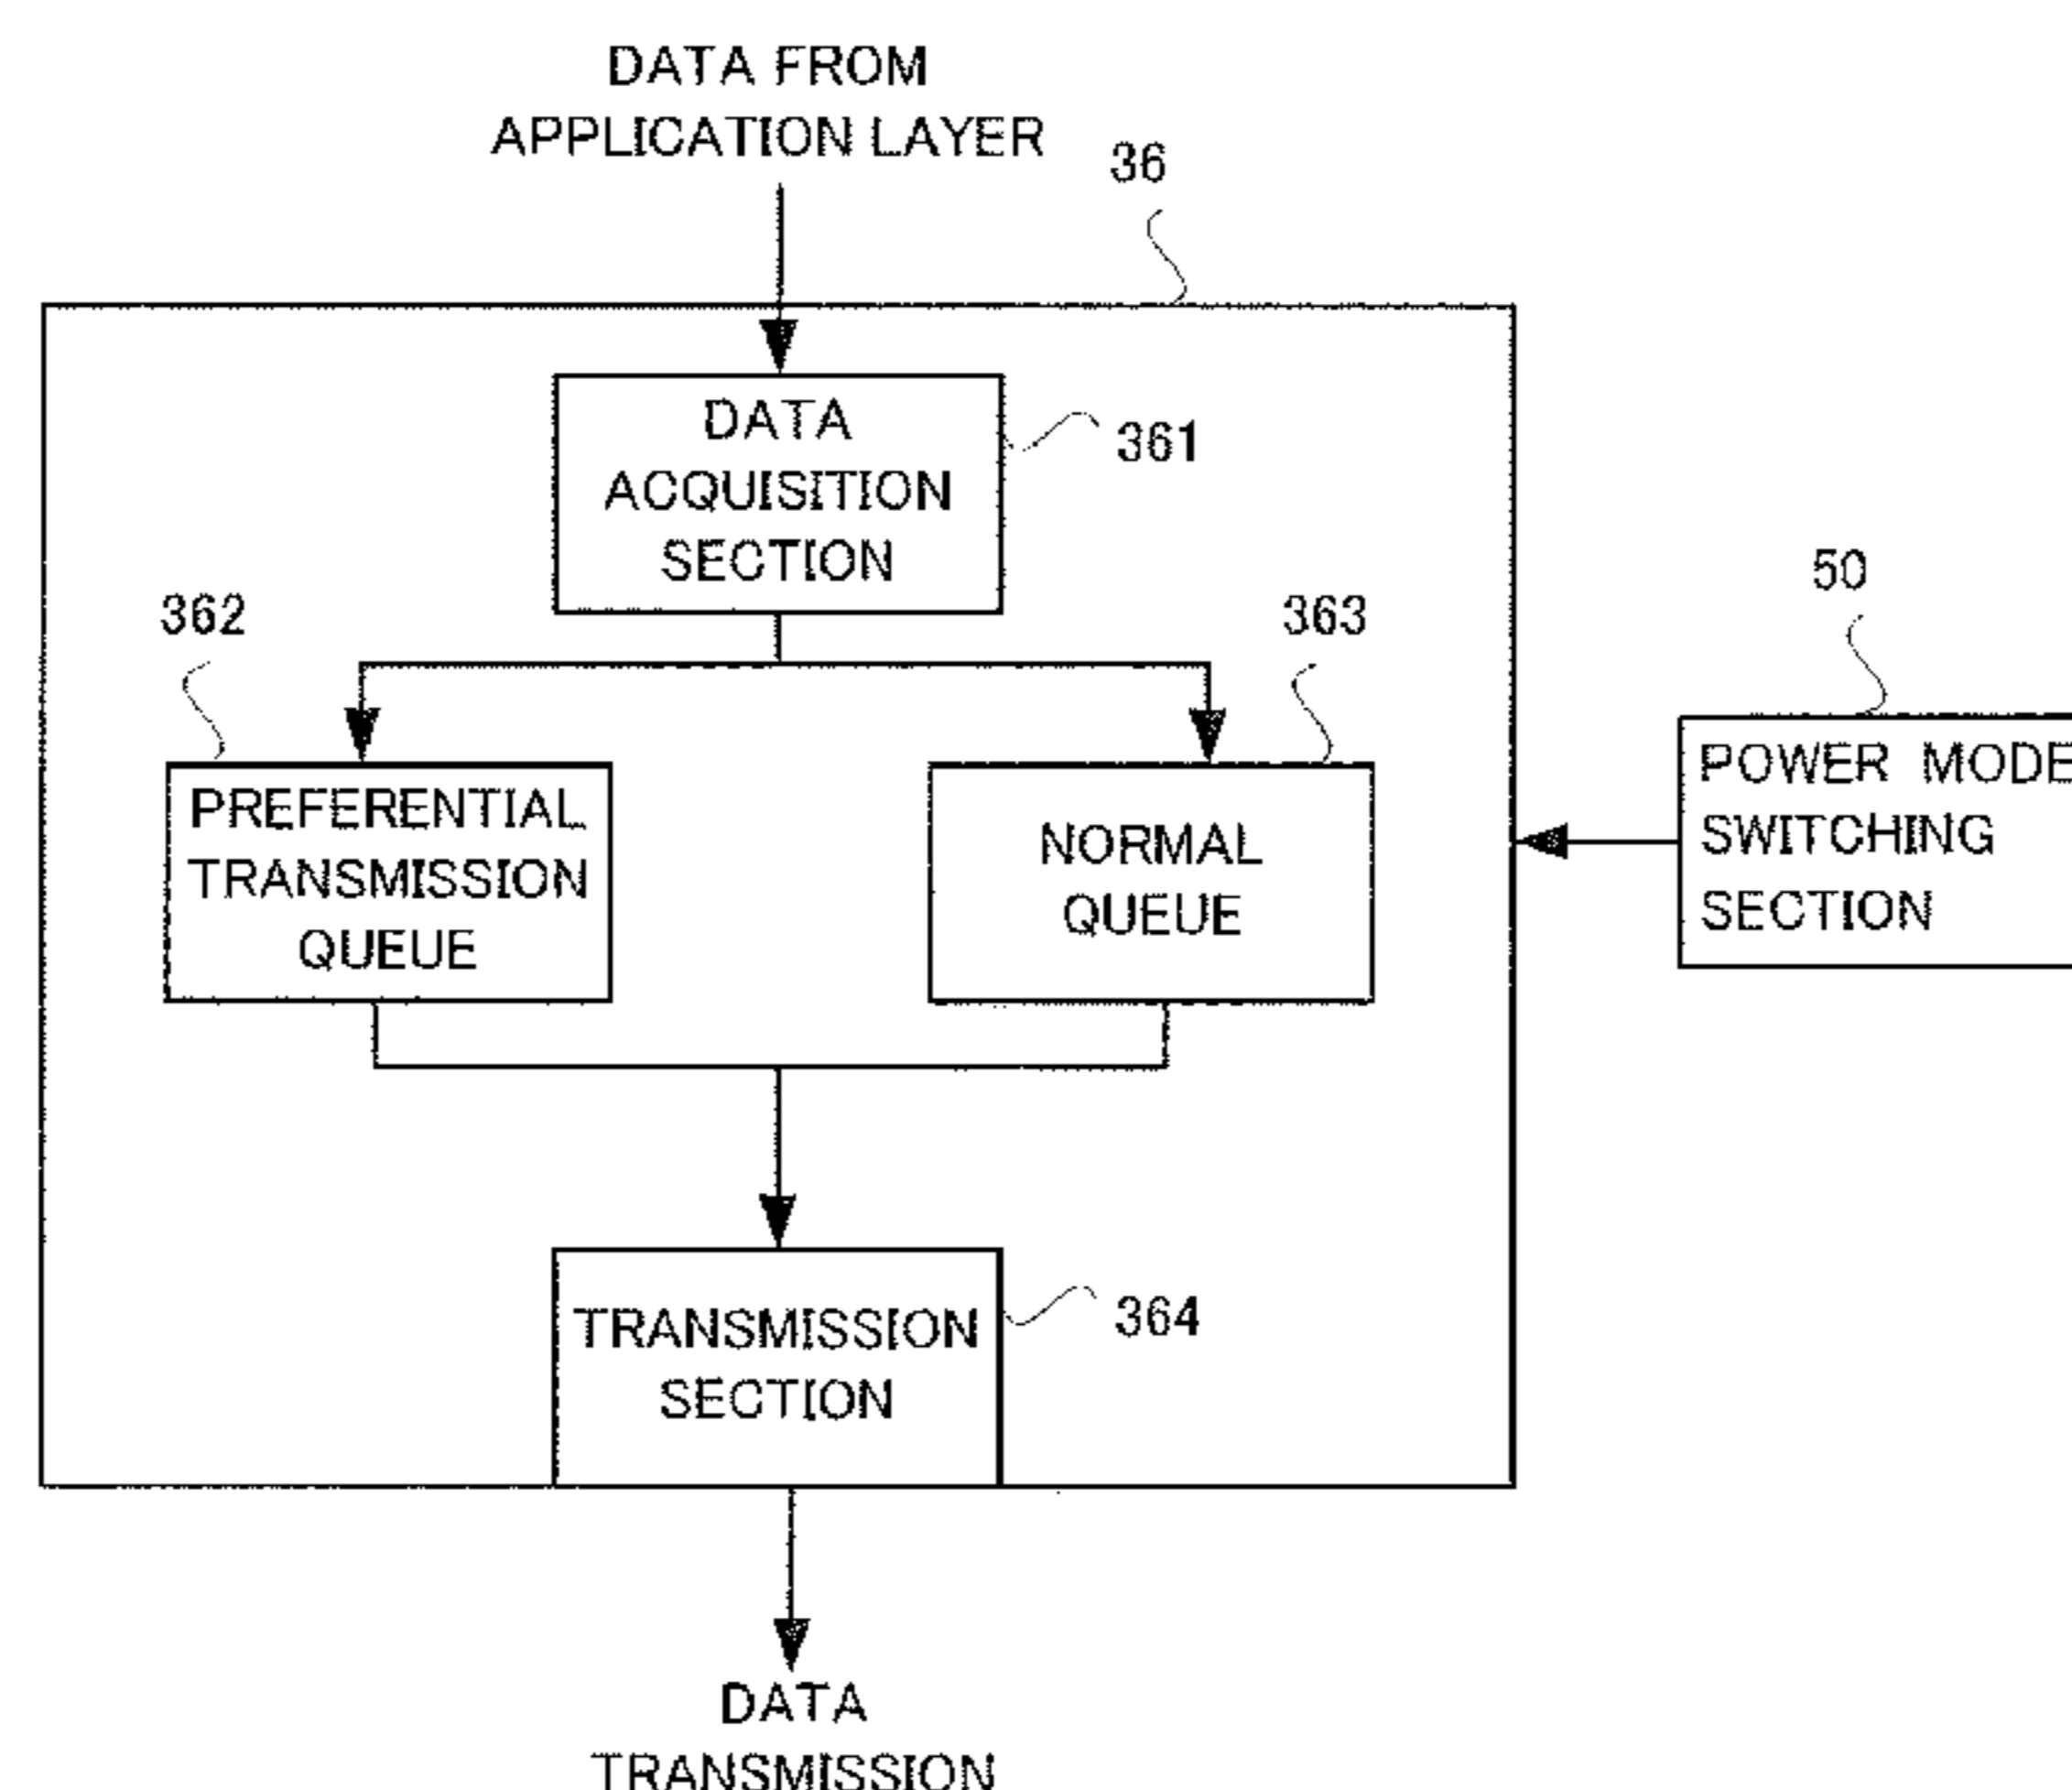 DATA FROM
APPLICATION LAYER
36
DATA
ACQUISITION
SECTION
361
362
363
50
PREFERENTIAL
TRANSMISSION
QUEUE
NORMAL
QUEUE
POWER MODE
SWITCHING
SECTION
TRANSMISSION
SECTION
364
DATA
TRANSMISSION